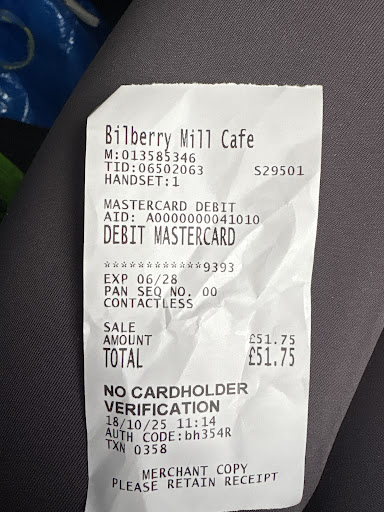 Bilberry Mill Cafe
M:013585346
TID:06502063 S29501
HANDSET:1
MASTERCARD DEBIT
AID: A0000000041010
DEBIT MASTERCARD
************9393
EXP 06/28
PAN SEQ NO. 00
CONTACTLESS
SALE
AMOUNT £51.75
TOTAL £51.75
NO CARDHOLDER
VERIFICATION
18/10/25 11:14
AUTH CODE:bh354R
TXN 0358
MERCHANT COPY
PLEASE RETAIN RECEIPT